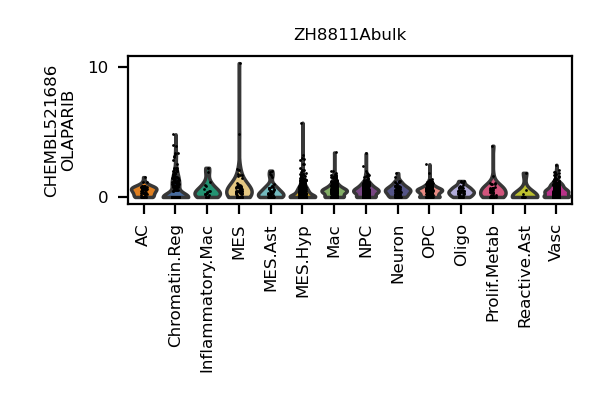 ZH8811Abulk
CHEMBL521686
OLAPARIB
10
0
AC
Chromatin.Reg
Inflammatory.Mac
MES
MES.Ast
MES.Hyp
Mac
NPC
Neuron
OPC
Oligo
Prolif.Metab
Reactive.Ast
Vasc